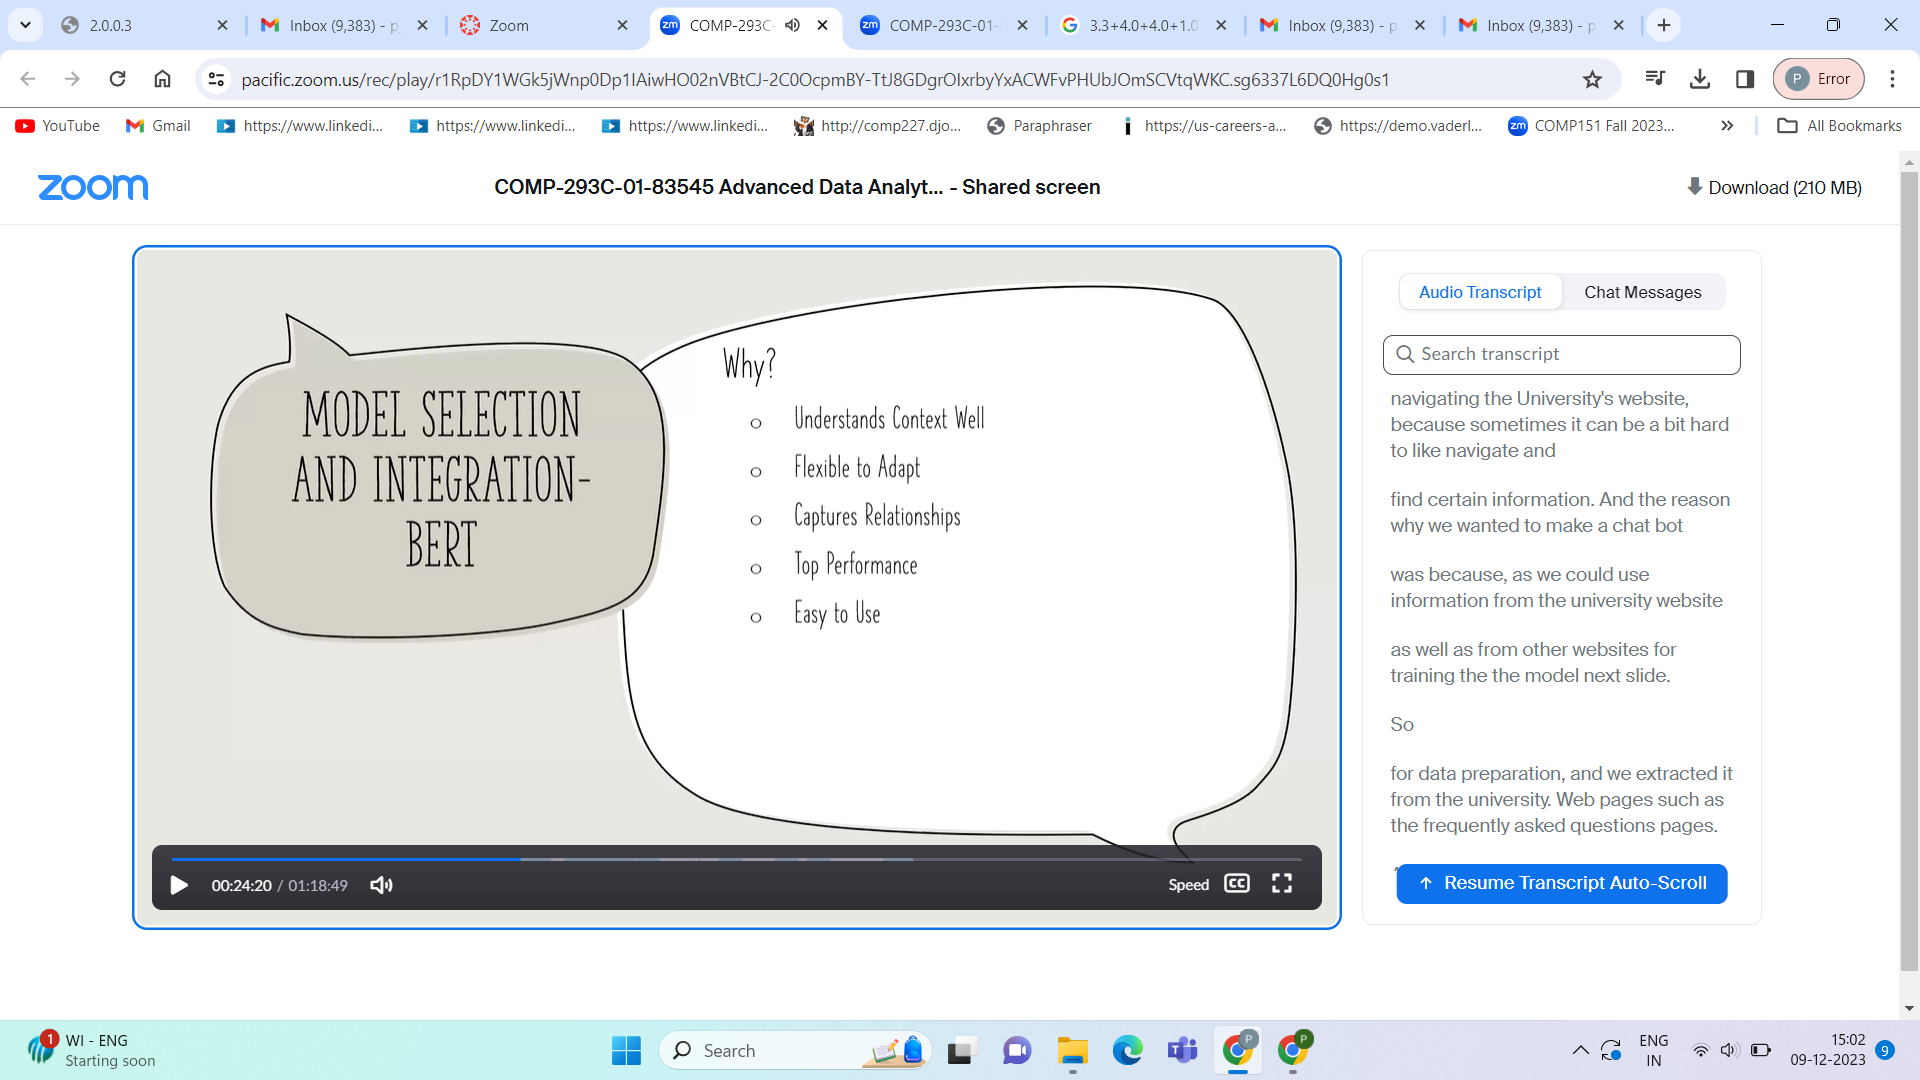 2.0.0.3
Inbox (9,383) - p
Zoom
COMP-293C-
COMP-293C-01-
3.3+4.0+4.0+1.0
Inbox (9,383) - p
Inbox (9,383) - p
pacific.zoom.us/rec/play/r1RpDY1WGk5jWnp0Dp1IAiwHO02nVBtCJ-2C0OcpmBY-TtJ8GDgrOIxrbyYxACWFvPHUbJOmSCVtqWKC.sg6337L6DQ0Hg0s1
P Error
YouTube
Gmail
https://www.linkedi...
https://www.linkedi...
https://www.linkedi...
http://comp227.djo...
Paraphraser
https://us-careers-a...
https://demo.vaderl...
COMP151 Fall 2023...
All Bookmarks
zoom
COMP-293C-01-83545 Advanced Data Analyt... - Shared screen
Download (210 MB)
MODEL SELECTION
AND INTEGRATION-
BERT
Why?
Understands Context Well
Flexible to Adapt
Captures Relationships
Top Performance
Easy to Use
00:24:20 / 01:18:49
Speed
CC
Audio Transcript
Chat Messages
Search transcript
navigating the University's website,
because sometimes it can be a bit hard
to like navigate and
find certain information. And the reason
why we wanted to make a chat bot
was because, as we could use
information from the university website
as well as from other websites for
training the the model next slide.
So
for data preparation, and we extracted it
from the university. Web pages such as
the frequently asked questions pages.
Resume Transcript Auto-Scroll
1
WI - ENG
Starting soon
Search
ENG
IN
15:02
09-12-2023
9